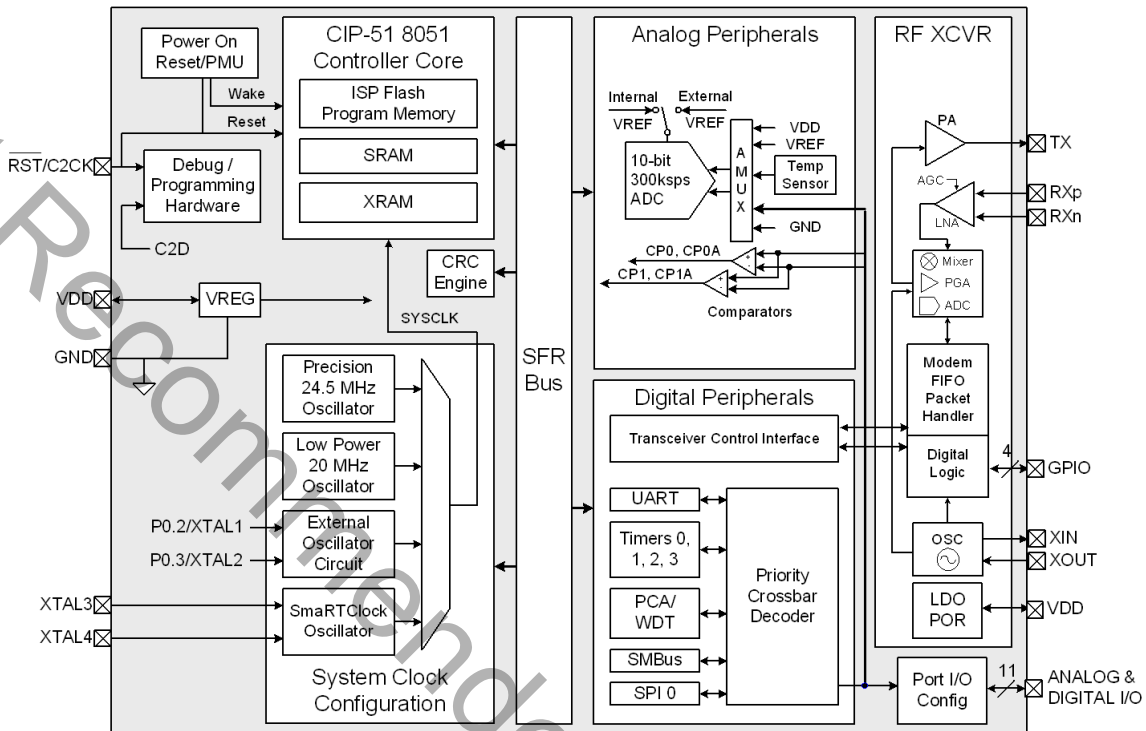 Power On
Reset/PMU
Wake
Reset
RST/C2CK
Debug /
Programming
Hardware
C2D
VDD
VREG
GND
CIP-51 8051
Controller Core
ISP Flash
Program Memory
SRAM
XRAM
CRC
Engine
SYSCLK
Precision
24.5 MHz
Oscillator
Low Power
20 MHz
Oscillator
P0.2/XTAL1
P0.3/XTAL2
External
Oscillator
Circuit
XTAL3
XTAL4
SmaRTClock
Oscillator
System Clock
Configuration
SFR
Bus
Analog Peripherals
Internal
External
VREF
VREF
10-bit
300ksps
ADC
A
M
U
X
VDD
VREF
Temp
Sensor
GND
CP0, CP0A
+
-
CP1, CP1A
+
-
Comparators
Digital Peripherals
Transceiver Control Interface
UART
Timers 0,
1, 2, 3
PCA/
WDT
SMBus
SPI 0
Priority
Crossbar
Decoder
RF XCVR
PA
TX
AGC
LNA
RXp
RXn
Mixer
PGA
ADC
Modem
FIFO
Packet
Handler
Digital
Logic
4
GPIO
OSC
XIN
XOUT
LDO
POR
VDD
Port I/O
Config
11
ANALOG &
DIGITAL I/O
Recommende